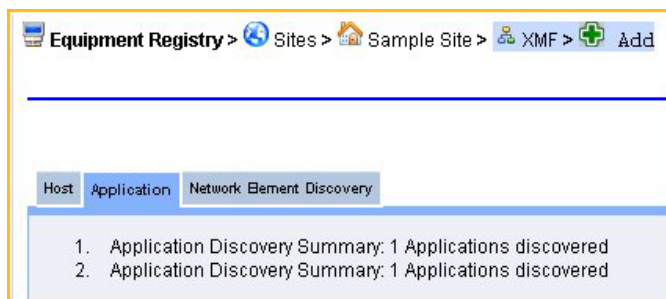 Equipment Registry > Sites > Sample Site > XMF > Add
Host Application Network Element Discovery
1. Application Discovery Summary: 1 Applications discovered
2. Application Discovery Summary: 1 Applications discovered